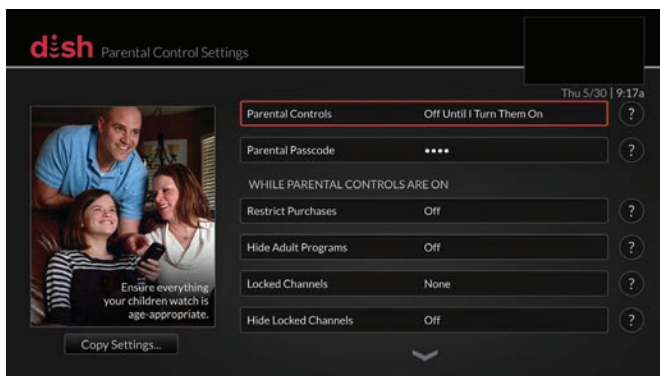 dish Parental Control Settings
Thu 5/30 | 9:17a
Parental Controls Off Until I Turn Them On ?
Parental Passcode •••• ?
WHILE PARENTAL CONTROLS ARE ON
Restrict Purchases Off ?
Hide Adult Programs Off ?
Locked Channels None ?
Hide Locked Channels Off ?
Ensure everything
your children watch is
age-appropriate.
Copy Settings...